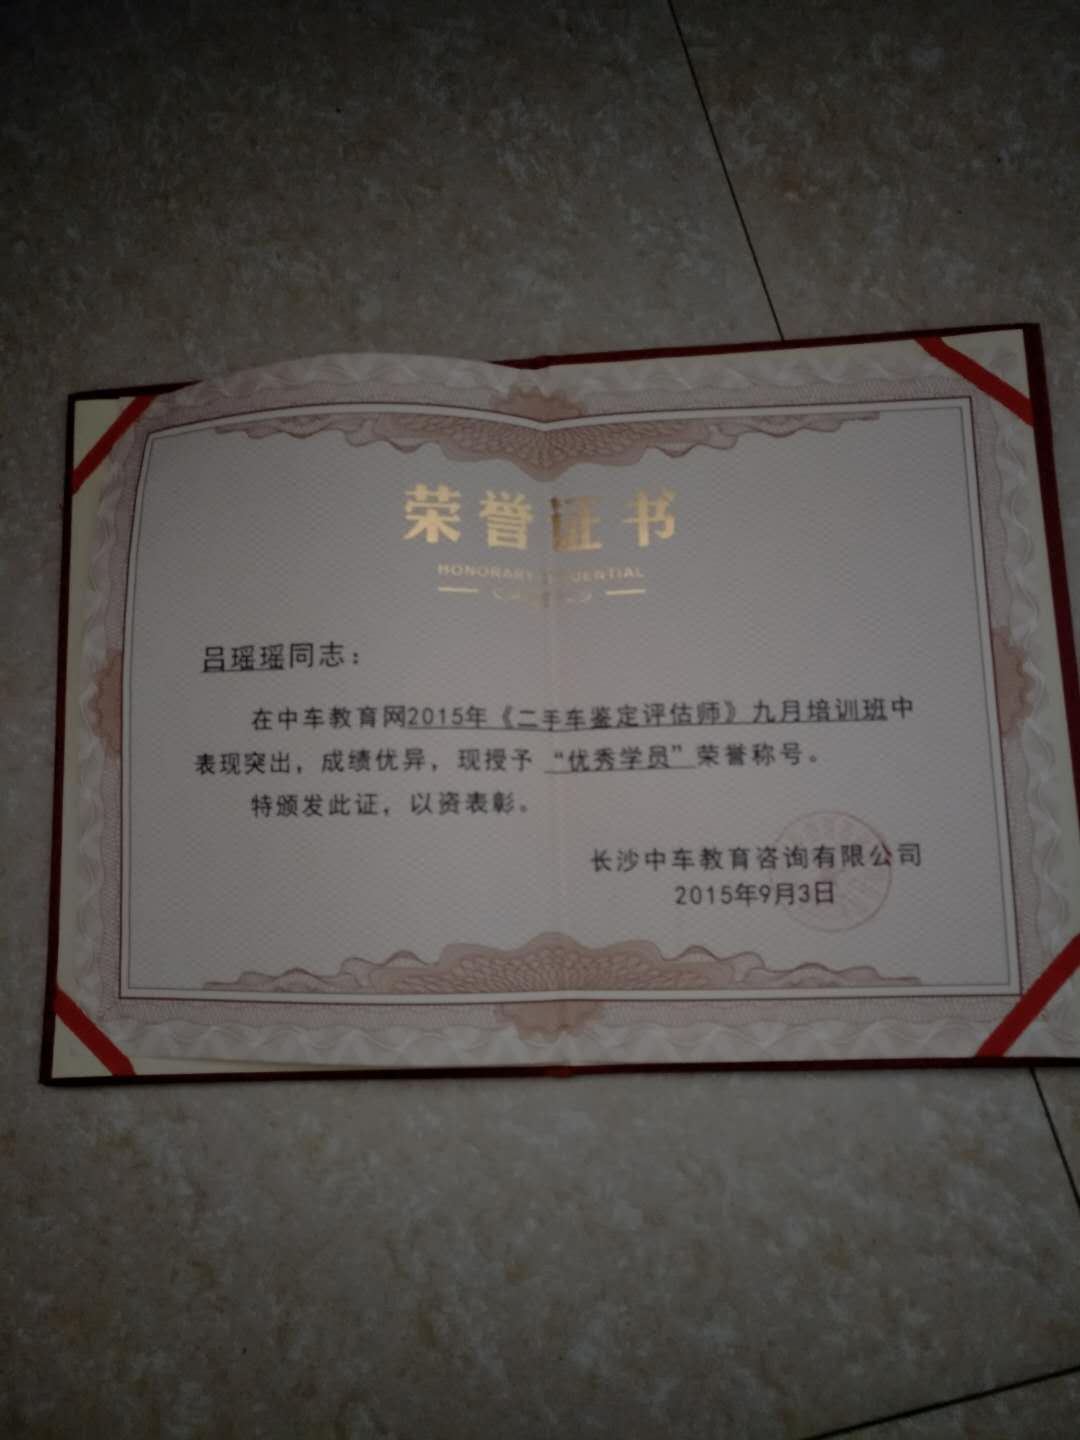 荣誉证书
HONORARY
吕瑶瑶同志：
在中车教育网2015年《二手车鉴定评估师》九月培训班中
表现突出，成绩优异，现授予“优秀学员”荣誉称号。
特颁发此证，以资表彰。
长沙中车教育咨询有限公司
2015年9月3日